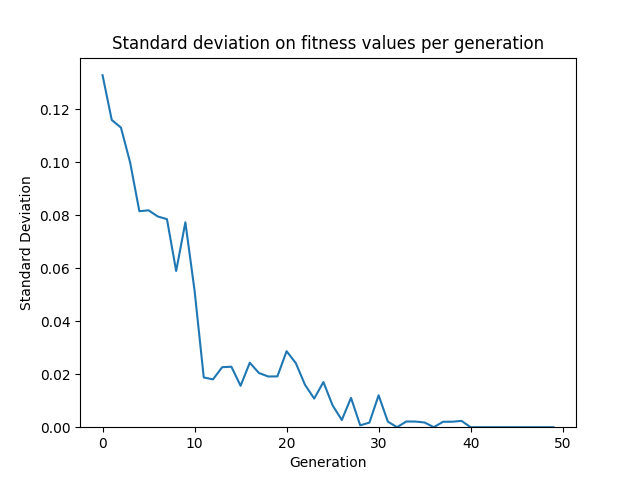 Standard deviation on fitness values per generation
Standard Deviation
0.12
0.10
0.08
0.06
0.04
0.02
0.00
0 10 20 30 40 50
Generation